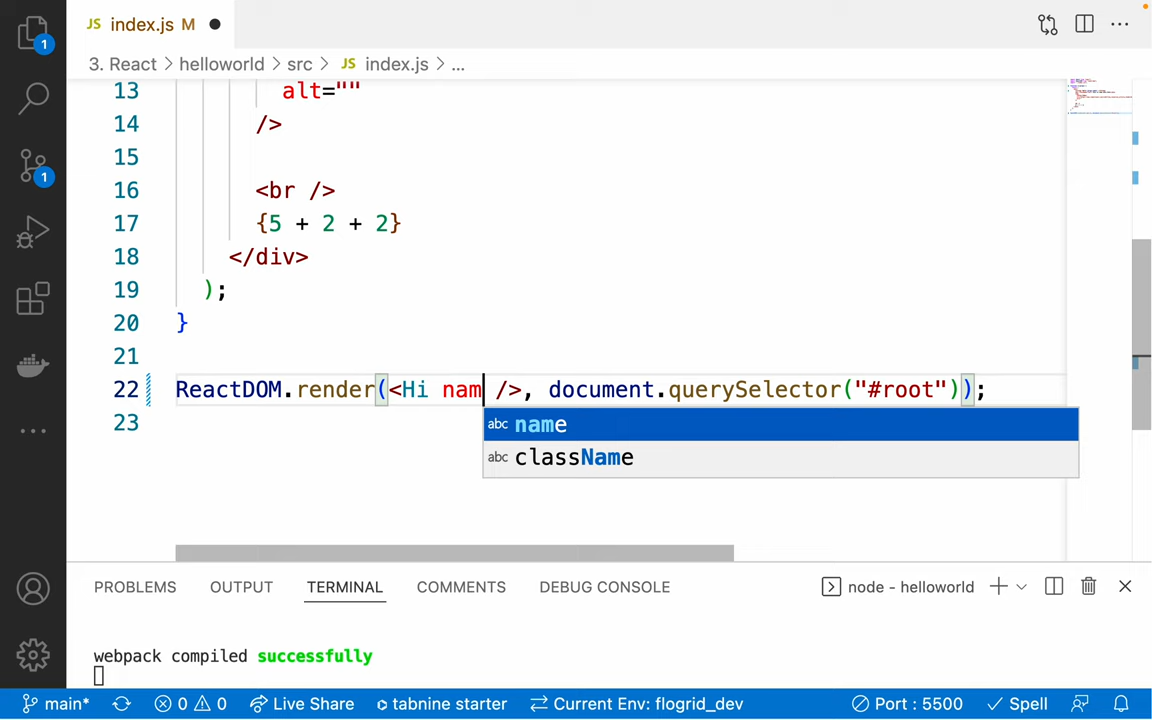 JS index.js M
3. React > helloworld > src > JS index.js > ...
1
13 alt=""
14 />
15
1
16 <br />
17 {5 + 2 + 2}
18 </div>
19 );
20 }
21
22 ReactDOM.render(<Hi nam />, document.querySelector("#root"));
23
abc name
abc className
PROBLEMS OUTPUT TERMINAL COMMENTS DEBUG CONSOLE node - helloworld
webpack compiled successfully
main* 0 0 Live Share tabnine starter Current Env: flogrid_dev Port : 5500 Spell